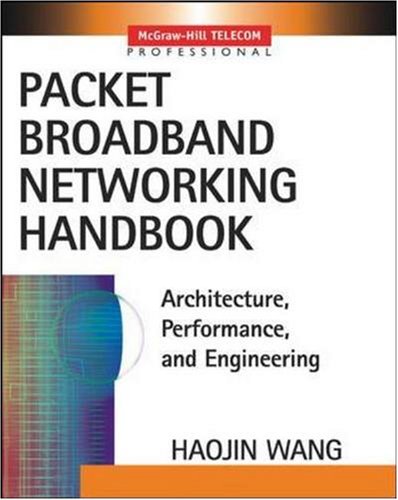 McGraw-Hill TELECOM
PROFESSIONAL
PACKET
BROADBAND
NETWORKING
HANDBOOK
Architecture,
Performance,
and Engineering
HAOJIN WANG